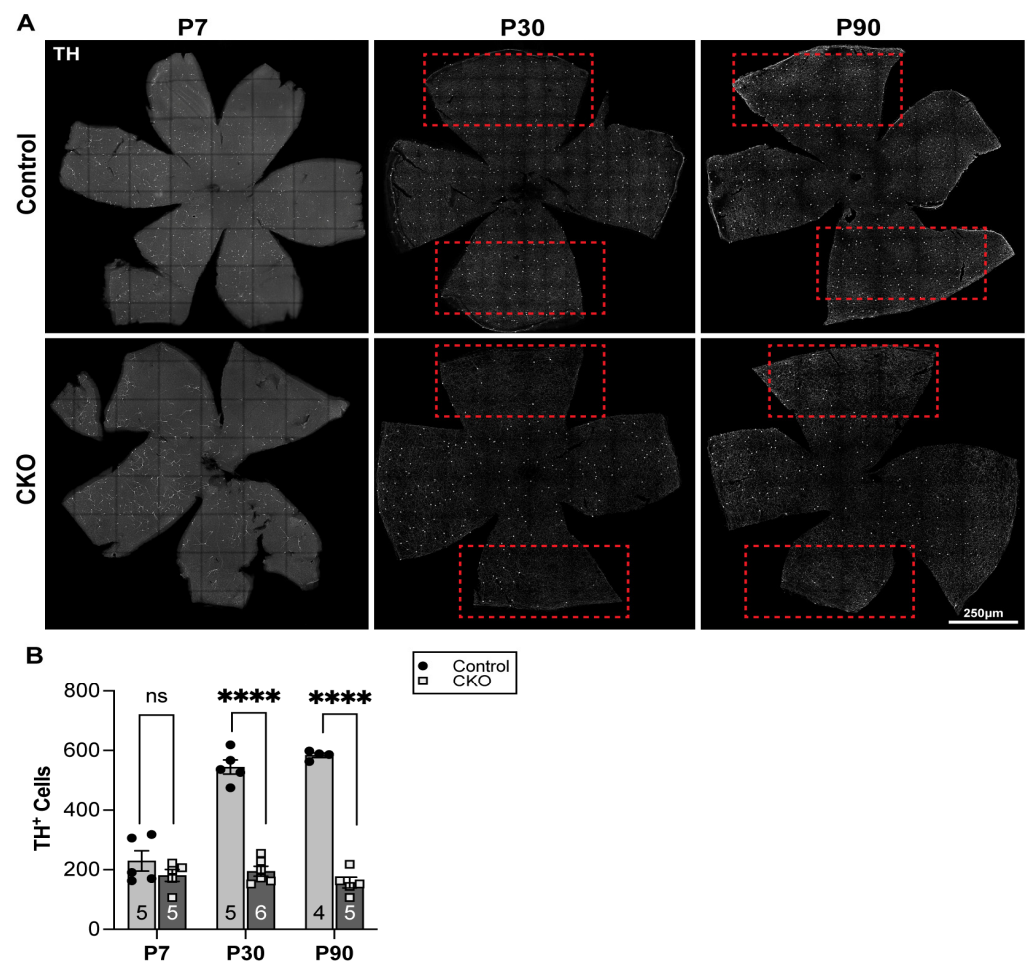 A
P7
P30
P90
TH
Control
CKO
250μm
B
Control
CKO
TH+ Cells
800
600
400
200
0
ns
****
****
5
5
5
6
4
5
P7
P30
P90